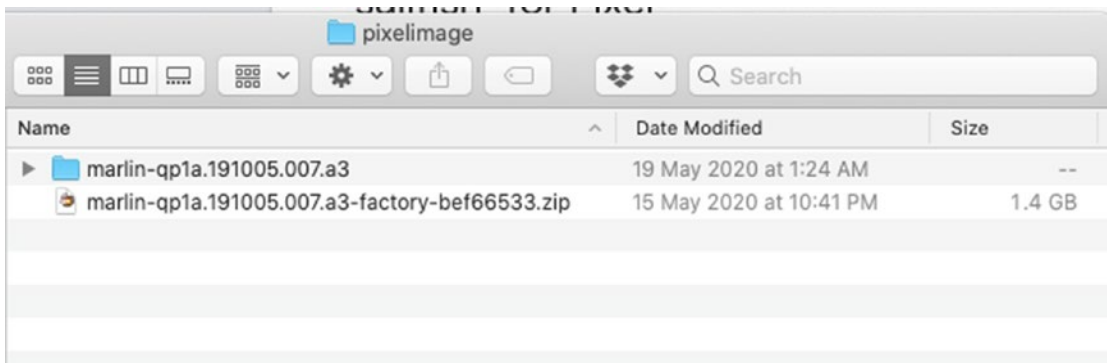 pixelimage
Search
Name Date Modified Size
marlin-qp1a.191005.007.a3 19 May 2020 at 1:24 AM --
marlin-qp1a.191005.007.a3-factory-bef66533.zip 15 May 2020 at 10:41 PM 1.4 GB